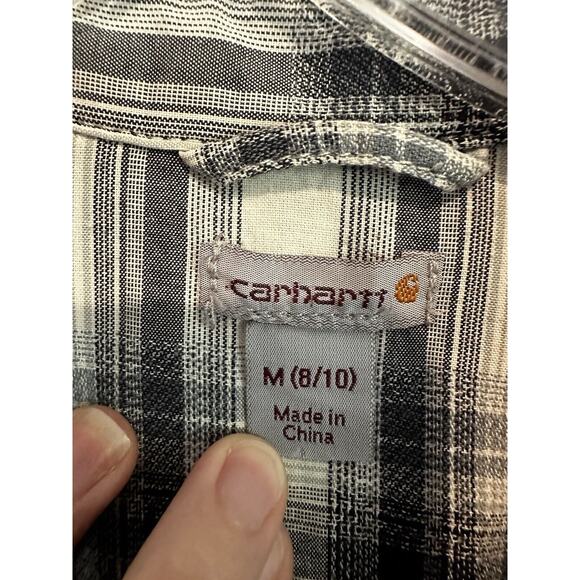 carhartt
M (8/10)
Made in
China